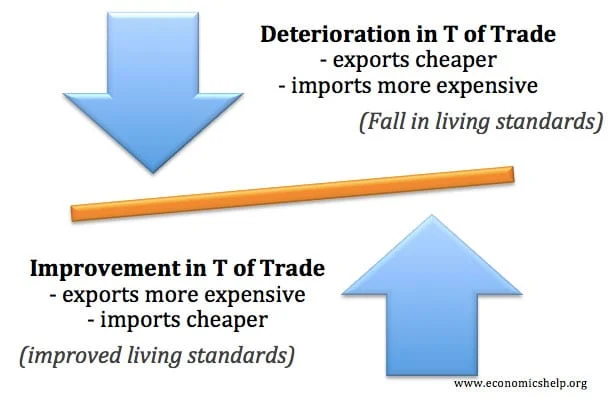 Deterioration in T of Trade
- exports cheaper
- imports more expensive
(Fall in living standards)
Improvement in T of Trade
- exports more expensive
- imports cheaper
(improved living standards)
www.economicshelp.org